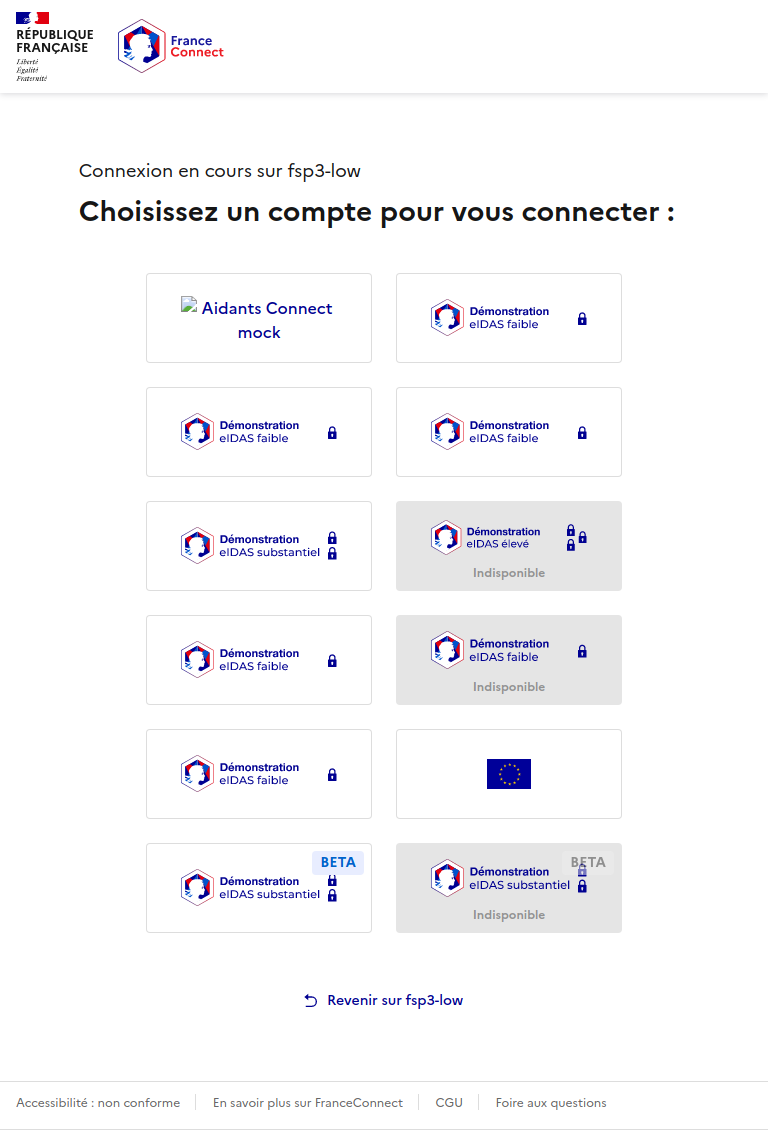 RÉPUBLIQUE
FRANÇAISE
Liberté
Égalité
Fraternité
France
Connect
Connexion en cours sur fsp3-low
Choisissez un compte pour vous connecter :
Aidants Connect
mock
Démonstration
eIDAS faible
Démonstration
eIDAS faible
Démonstration
eIDAS faible
Démonstration
eIDAS substantiel
Démonstration
eIDAS élevé
Indisponible
Démonstration
eIDAS faible
Démonstration
eIDAS faible
Indisponible
Démonstration
eIDAS faible
BETA
Démonstration
eIDAS substantiel
BETA
Démonstration
eIDAS substantiel
Indisponible
Revenir sur fsp3-low
Accessibilité : non conforme
En savoir plus sur FranceConnect
CGU
Foire aux questions